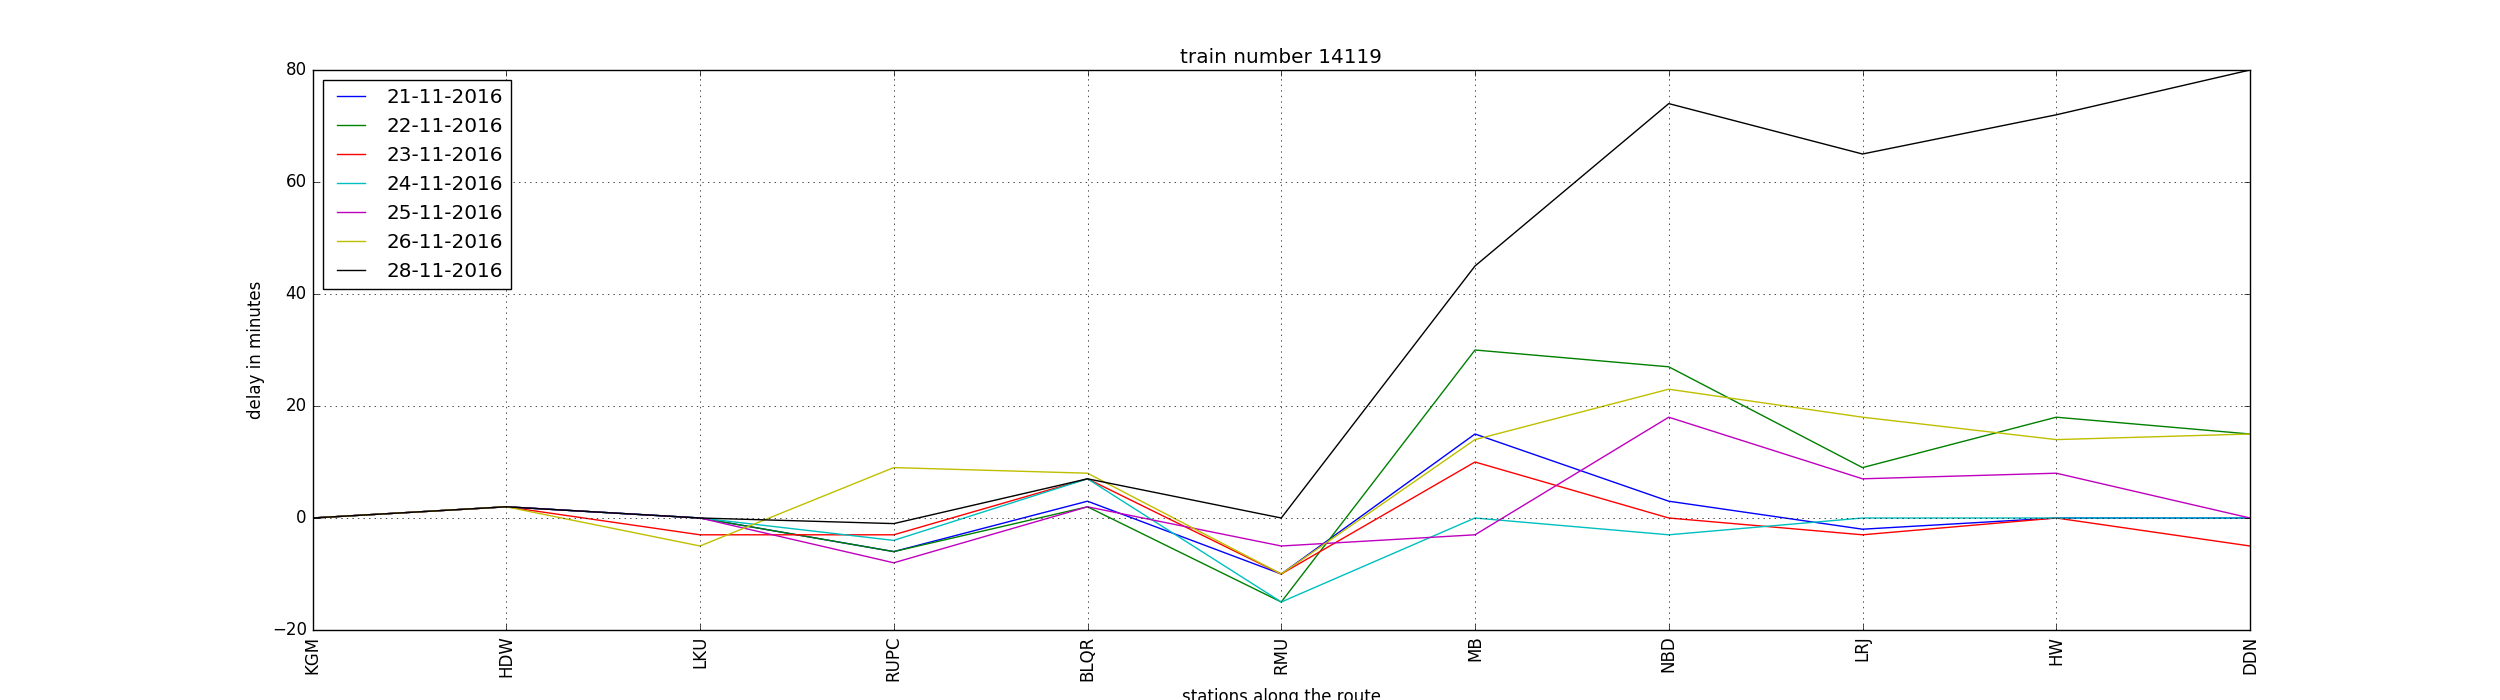 train number 14119
80
60
40
20
0
−20
delay in minutes
21-11-2016
22-11-2016
23-11-2016
24-11-2016
25-11-2016
26-11-2016
28-11-2016
KGM
HDW
LKU
RUPC
BLQR
RMU
MB
NBD
LRJ
HW
DDN
stations along the route